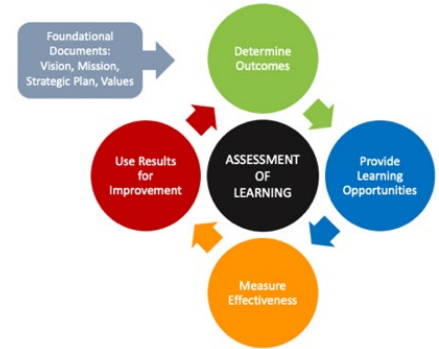 Foundational
Documents:
Vision, Mission,
Strategic Plan, Values
Determine
Outcomes
Use Results
for
Improvement
ASSESSMENT
OF
LEARNING
Provide
Learning
Opportunities
Measure
Effectiveness